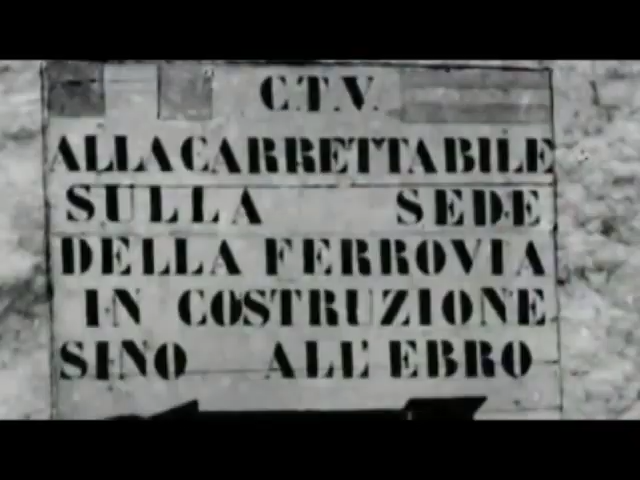 C.T.V.
ALLA CARRETTABILE
SULLA SEDE
DELLA FERROVIA
IN COSTRUZIONE
SINO ALL'EBRO